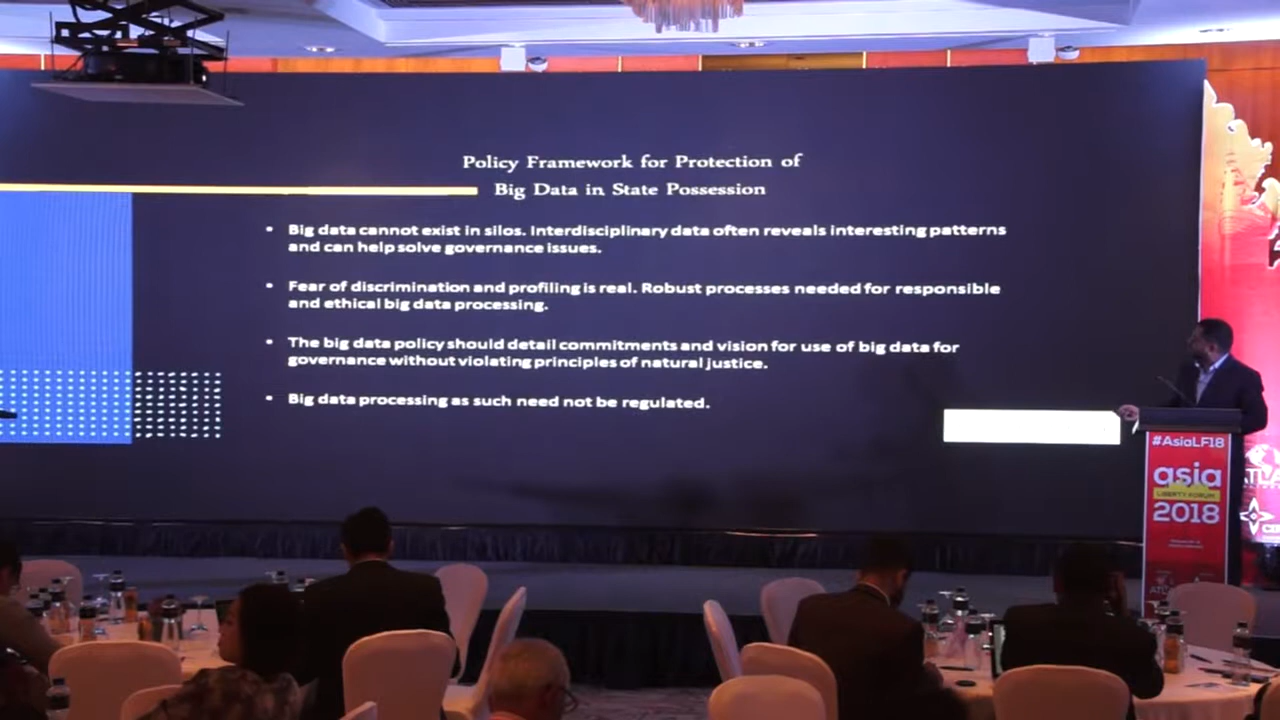 Policy Framework for Protection of
Big Data in State Possession
• Big data cannot exist in silos. Interdisciplinary data often reveals interesting patterns
and can help solve governance issues.
• Fear of discrimination and profiling is real. Robust processes needed for responsible
and ethical big data processing.
• The big data policy should detail commitments and vision for use of big data for
governance without violating principles of natural justice.
• Big data processing as such need not be regulated.
#AsiaLF18
asia
LIBERTY FORUM
2018